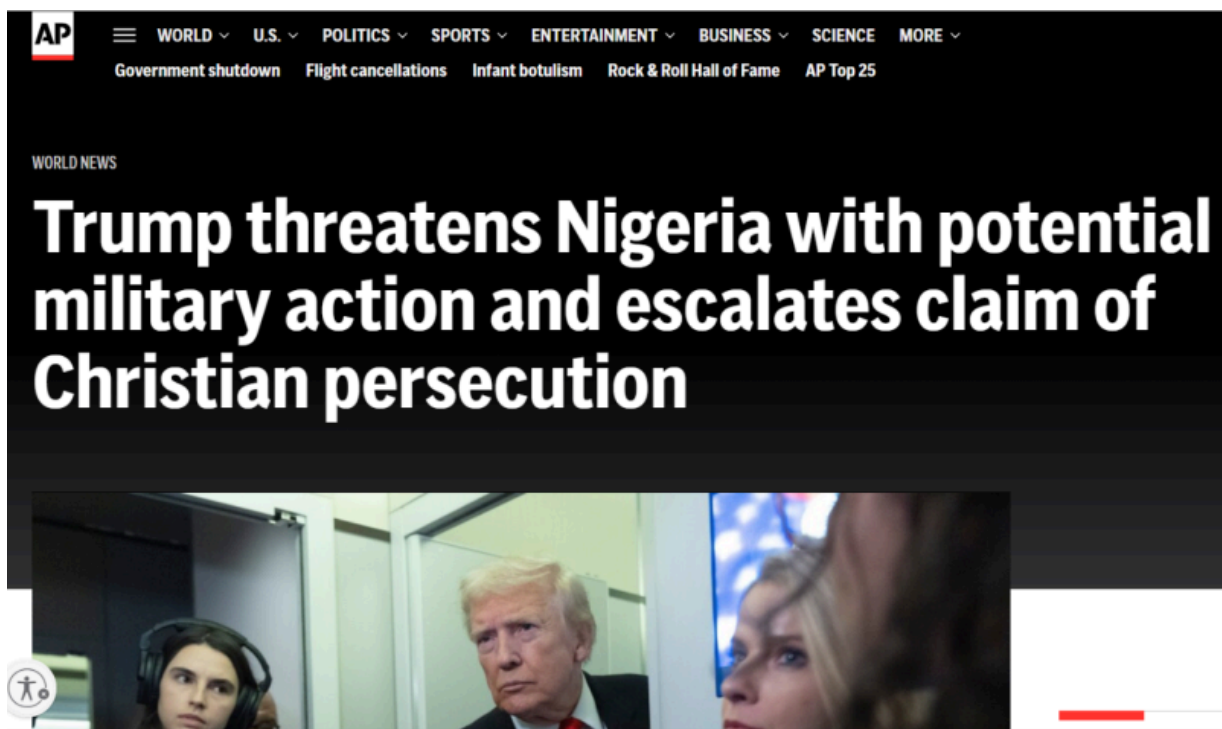 AP
WORLD U.S. POLITICS SPORTS ENTERTAINMENT BUSINESS SCIENCE MORE
Government shutdown Flight cancellations Infant botulism Rock & Roll Hall of Fame AP Top 25
WORLD NEWS
Trump threatens Nigeria with potential
military action and escalates claim of
Christian persecution